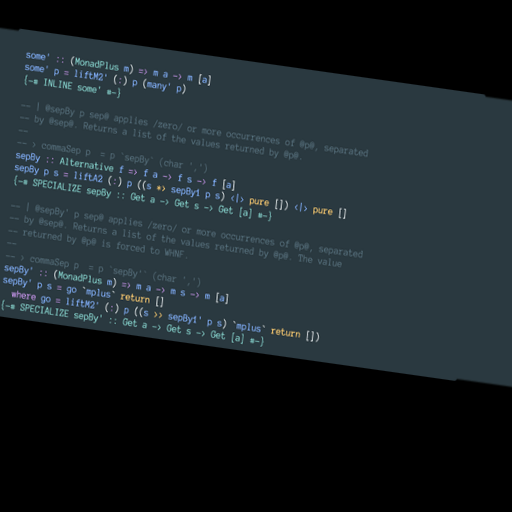 some' :: (MonadPlus m) => m a -> m [a]
some' p = liftM2' (:) p (many' p)
{-# INLINE some' #-}
-- | @sepBy p sep@ applies /zero/ or more occurrences of @p@, separated
-- by @sep@. Returns a list of the values returned by @p@.
--
-- > commaSep p  = p `sepBy` (char ',')
sepBy :: Alternative f => f a -> f s -> f [a]
sepBy p s = liftA2 (:) p ((s *> sepBy1 p s) <|> pure []) <|> pure []
{-# SPECIALIZE sepBy :: Get a -> Get s -> Get [a] #-}
-- | @sepBy' p sep@ applies /zero/ or more occurrences of @p@, separated
-- by @sep@. Returns a list of the values returned by @p@. The value
-- returned by @p@ is forced to WHNF.
--
-- > commaSep p  = p `sepBy'` (char ',')
sepBy' :: (MonadPlus m) => m a -> m s -> m [a]
sepBy' p s = go `mplus` return []
  where go = liftM2' (:) p ((s >> sepBy1' p s) `mplus` return [])
{-# SPECIALIZE sepBy' :: Get a -> Get s -> Get [a] #-}